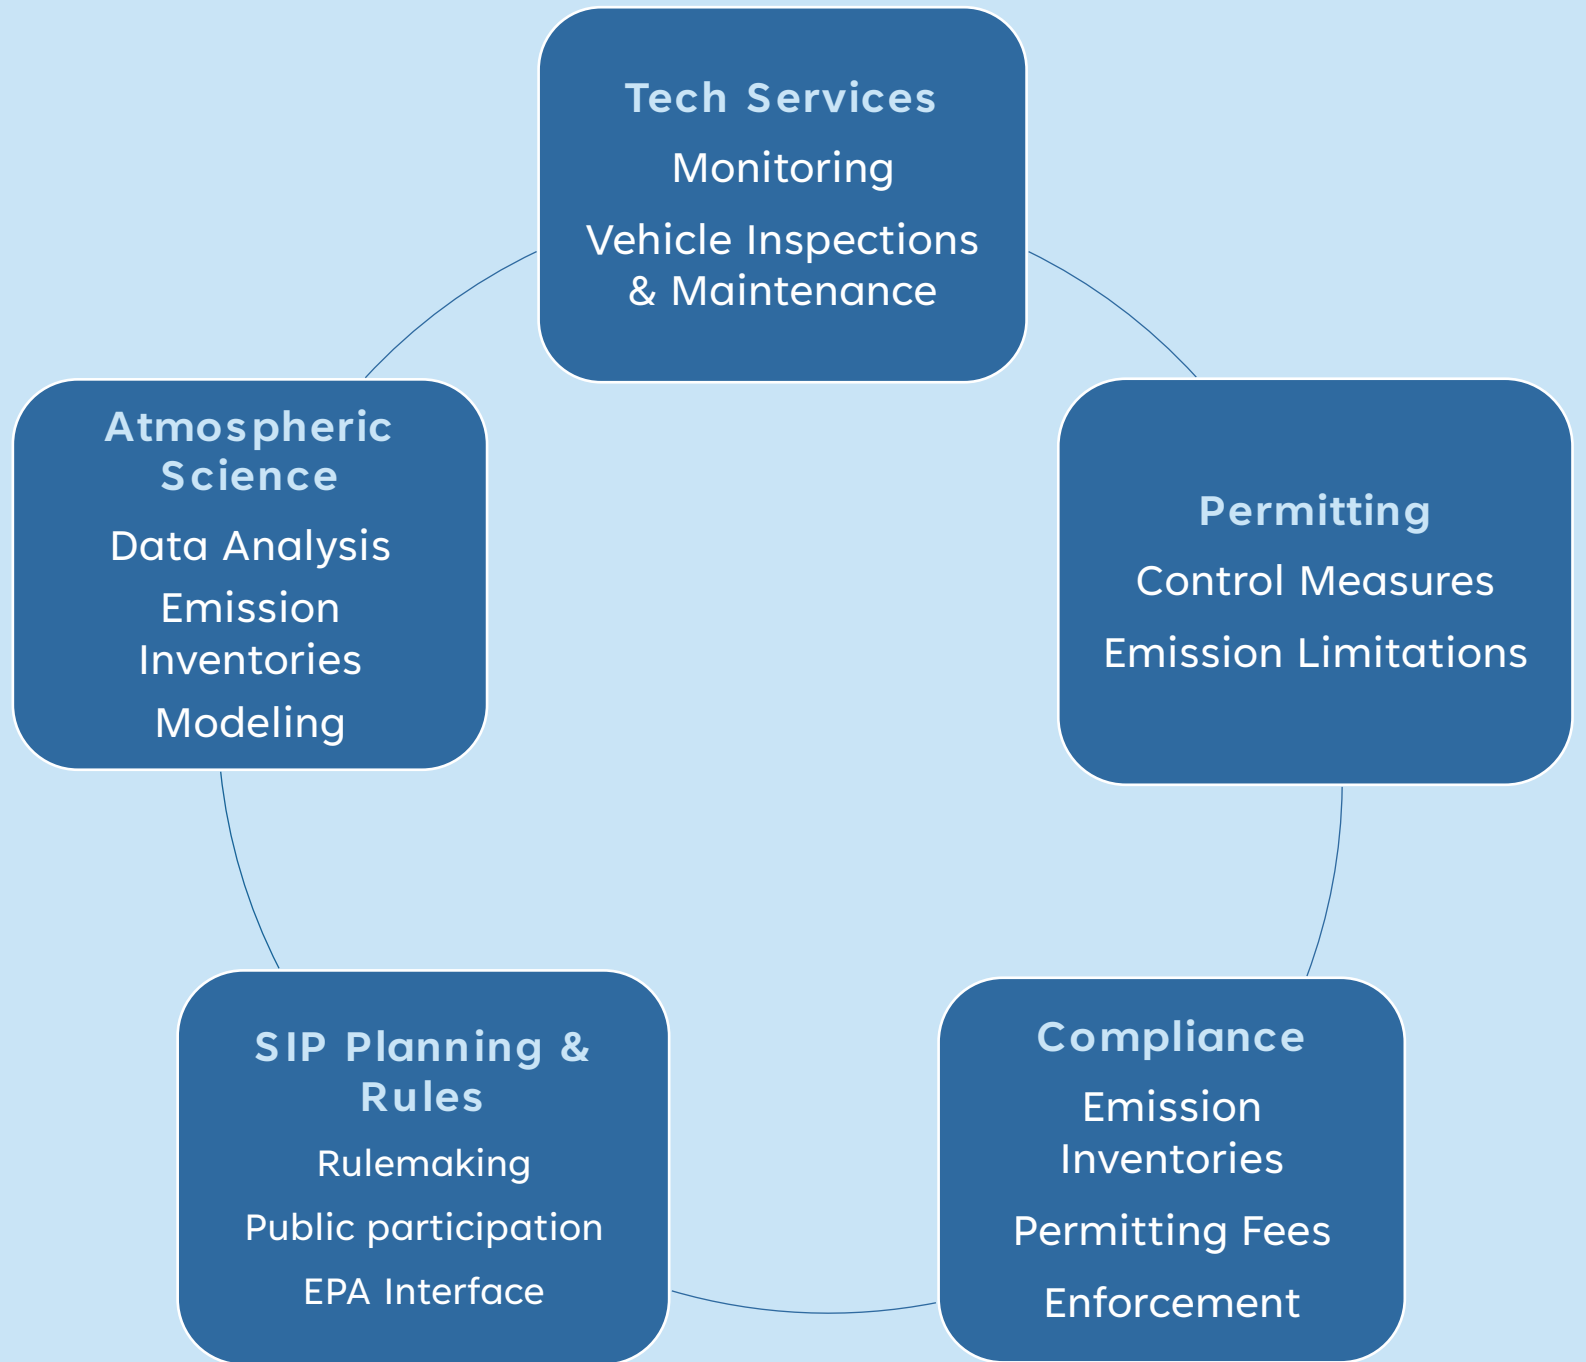 Tech Services
Monitoring
Vehicle Inspections
& Maintenance
Atmospheric
Science
Data Analysis
Emission
Inventories
Modeling
Permitting
Control Measures
Emission Limitations
SIP Planning &
Rules
Rulemaking
Public participation
EPA Interface
Compliance
Emission
Inventories
Permitting Fees
Enforcement